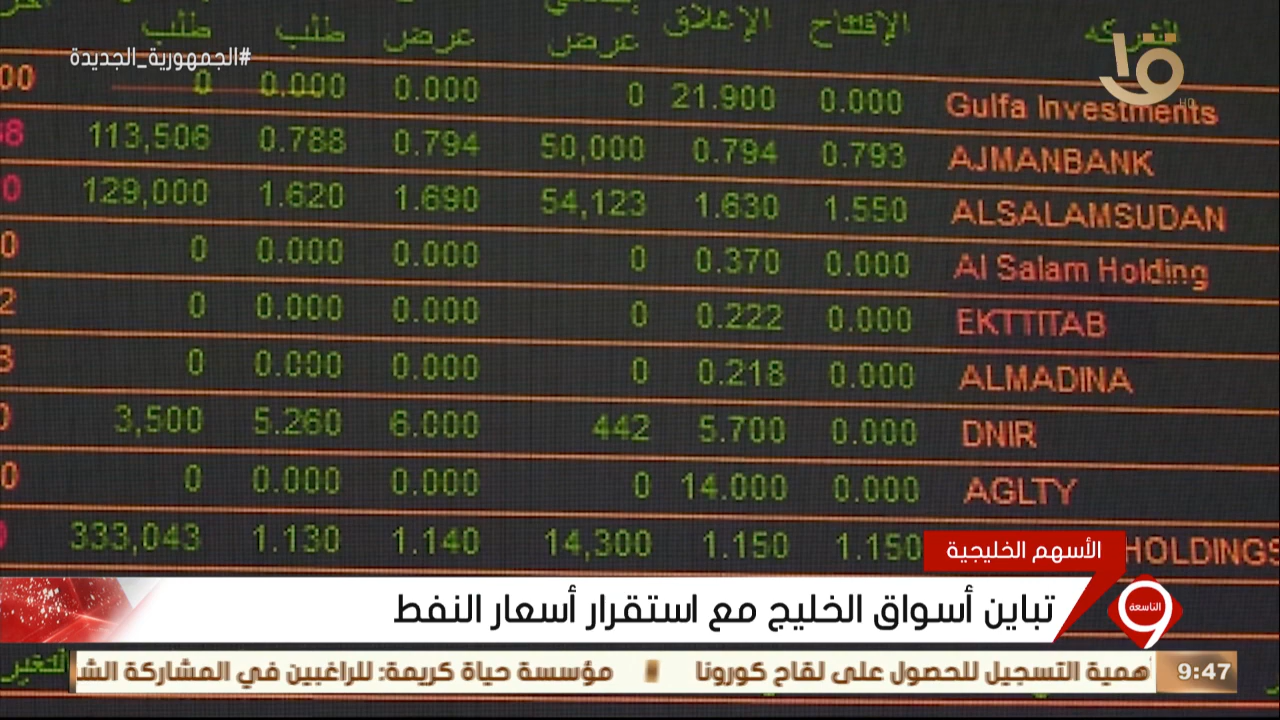 #الجمهورية_الجديدة
الشركه الإفتتاح الإغلاق عرض عرض طلب طلب
Gulfa Investments 0.000 21.900 0 0.000 0.000 0
AJMANBANK 0.793 0.794 50,000 0.794 0.788 113,506
ALSALAMSUDAN 1.550 1.630 54,123 1.690 1.620 129,000
Al Salam Holding 0.000 0.370 0 0.000 0.000 0
EKTTITAB 0.000 0.222 0 0.000 0.000 0
ALMADINA 0.000 0.218 0 0.000 0.000 0
DNIR 0.000 5.700 442 6.000 5.260 3,500
AGLTY 0.000 14.000 0 0.000 0.000 0
HOLDINGS 1.150 1.150 14,300 1.140 1.130 333,043
الأسهم الخليجية
التاسعة 9
تباين أسواق الخليج مع استقرار أسعار النفط
9:47 همية التسجيل للحصول على لقاح كورونا مؤسسة حياة كريمة: للراغبين في المشاركة